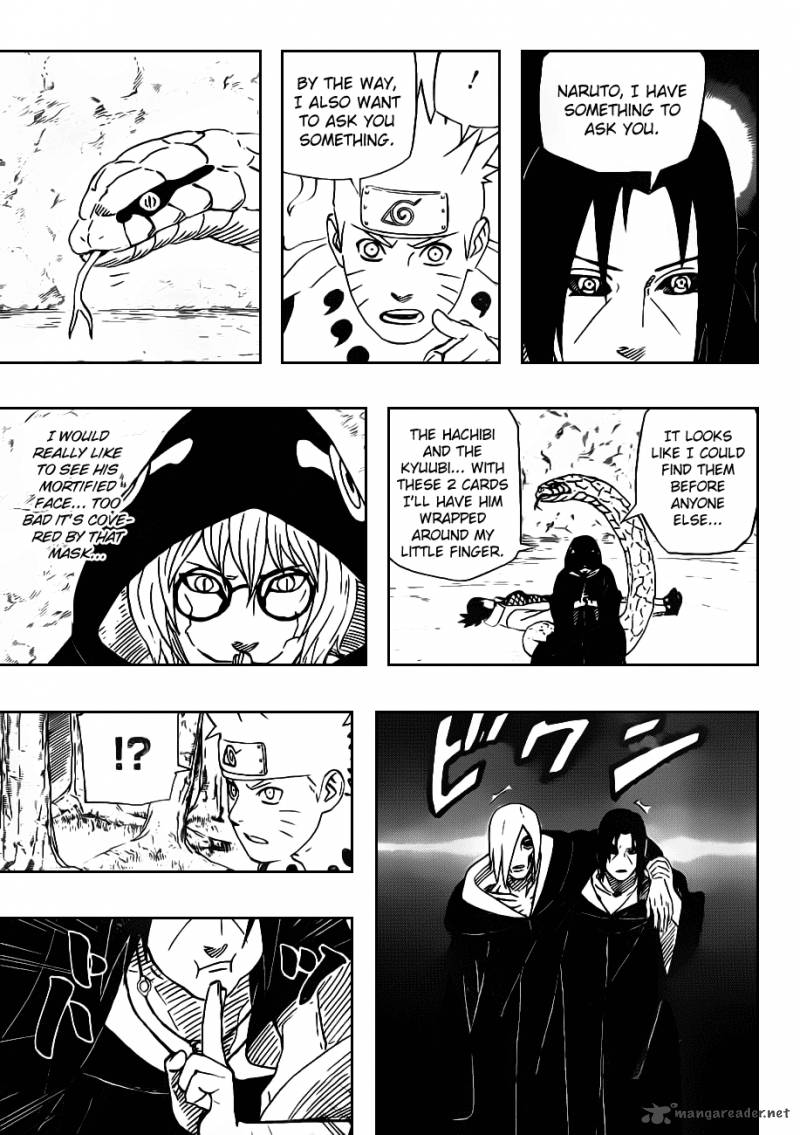 NARUTO, I HAVE
SOMETHING TO
ASK YOU.
!
BY THE WAY,
I ALSO WANT
TO ASK YOU
SOMETHING.
IT LOOKS
LIKE I COULD
FIND THEM
BEFORE
ANYONE
ELSE...
THE HACHIBI
AND THE
KYUUBI... WITH
THESE 2 CARDS
I'LL HAVE HIM
WRAPPED
AROUND MY
LITTLE FINGER.
I WOULD
REALLY LIKE
TO SEE HIS
MORTIFIED
FACE... TOO
BAD IT'S COVE-
RED BY THAT
MASK...
ビクン
!?
ドドド
mangareader.net